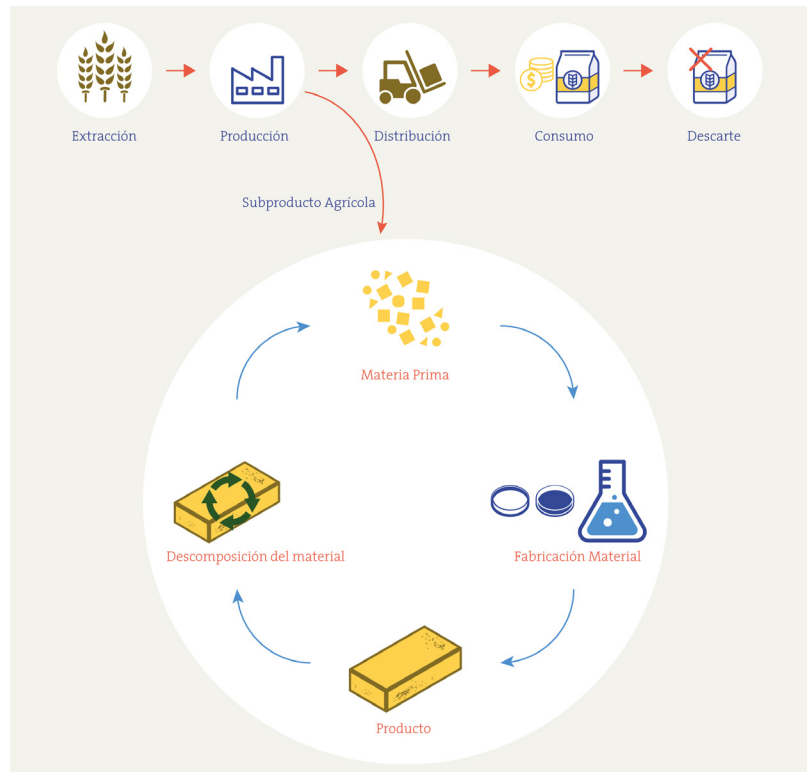 Extracción
Producción
Distribución
Consumo
Descarte
Subproducto Agrícola
Materia Prima
Descomposición del material
Fabricación Material
Producto